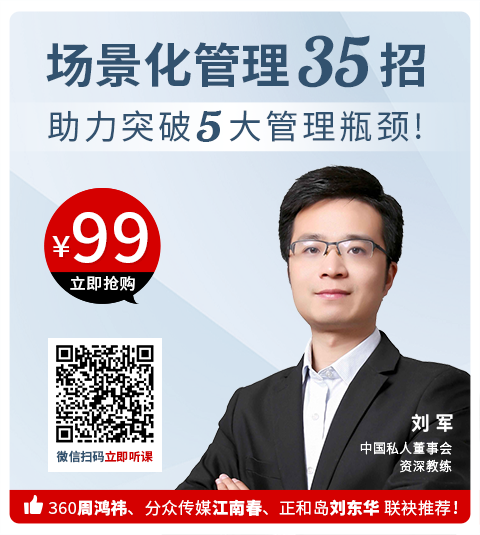 场景化管理35招
助力突破5大管理瓶颈!
¥99
立即抢购
微信扫码立即听课
刘军
中国私人董事会
资深教练
360周鸿祎、分众传媒江南春、正和岛刘东华 联袂推荐!